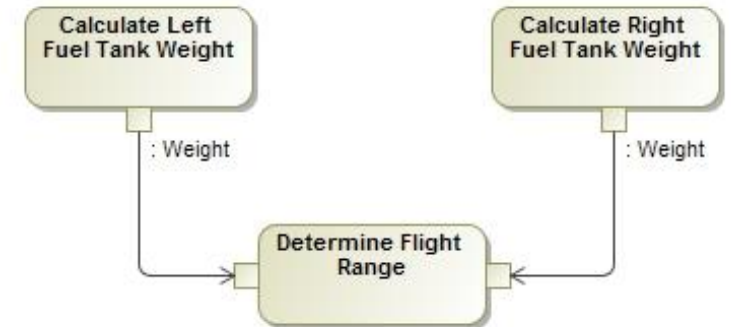 Calculate Left
Fuel Tank Weight
Calculate Right
Fuel Tank Weight
: Weight
: Weight
Determine Flight
Range